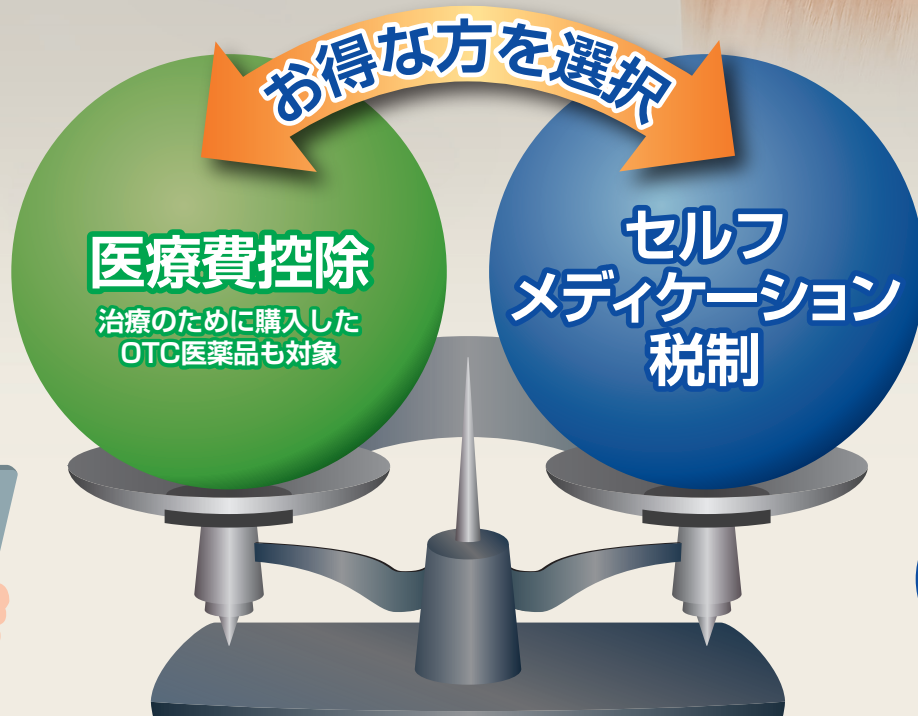 お得な方を選択
医療費控除
治療のために購入した
OTC医薬品も対象
セルフ
メディケーション
税制